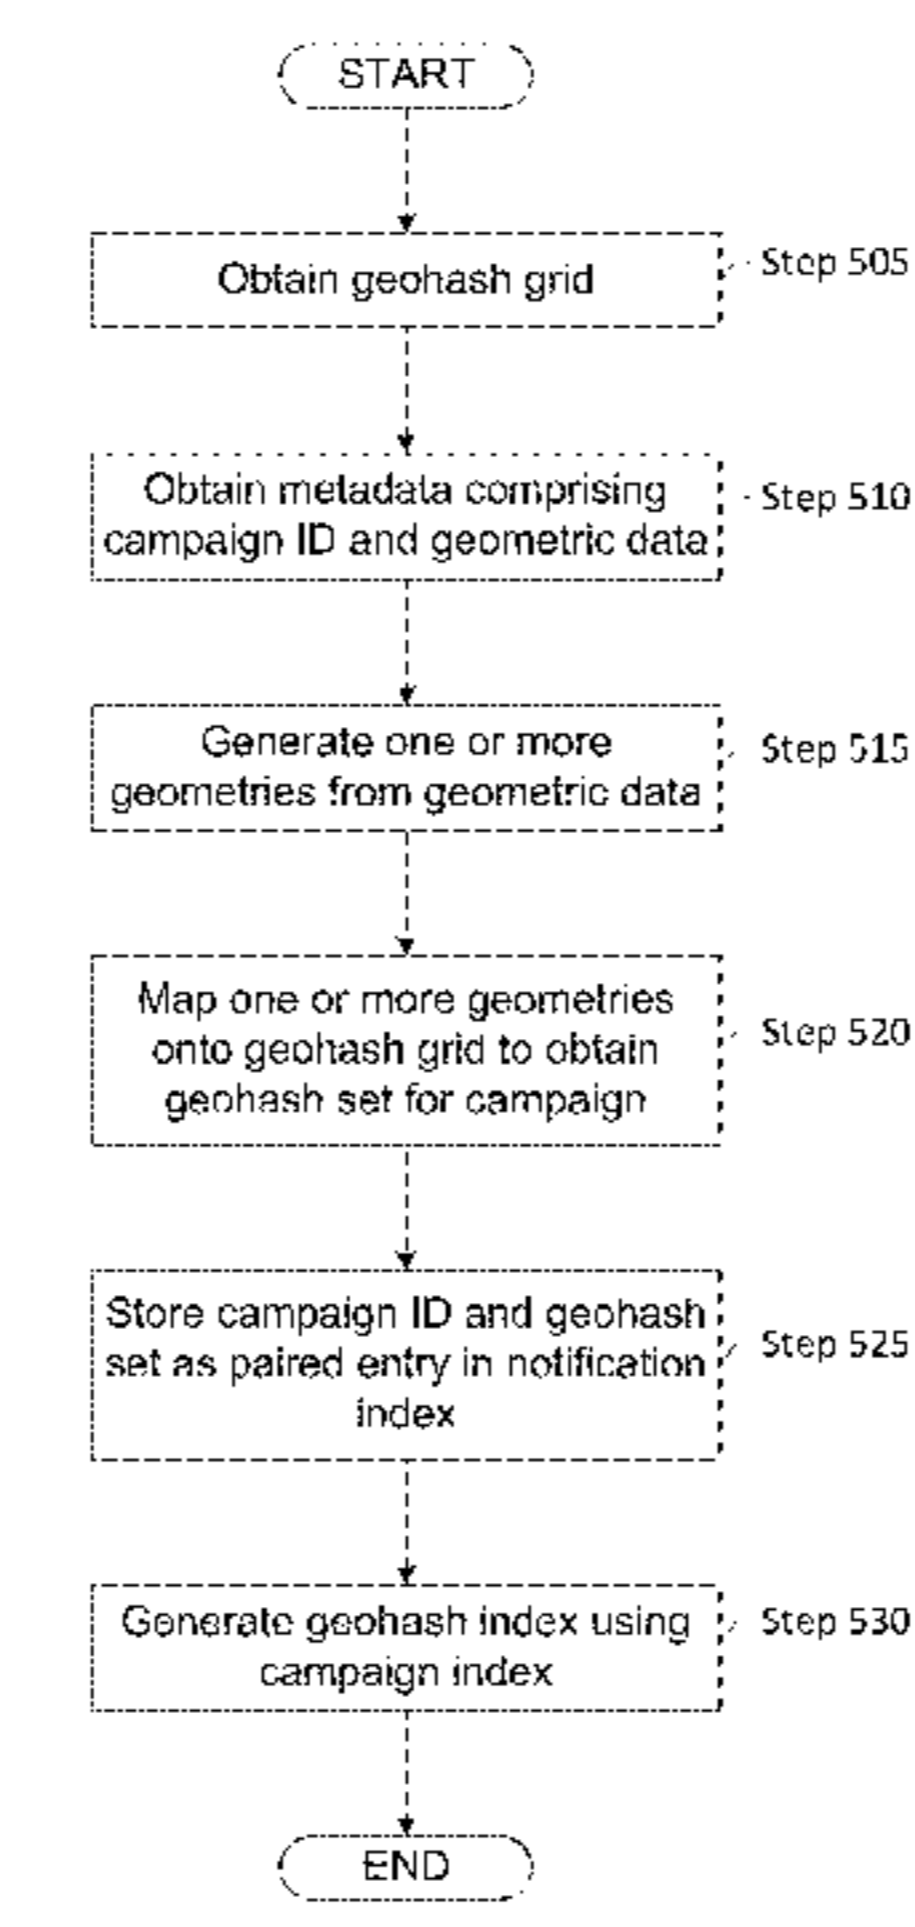 START
Obtain geohash grid
Step 505
Obtain metadata comprising
campaign ID and geometric data
Step 510
Generate one or more
geometries from geometric data
Step 515
Map one or more geometries
onto geohash grid to obtain
geohash set for campaign
Step 520
Store campaign ID and geohash
set as paired entry in notification
index
Step 525
Generate geohash index using
campaign index
Step 530
END